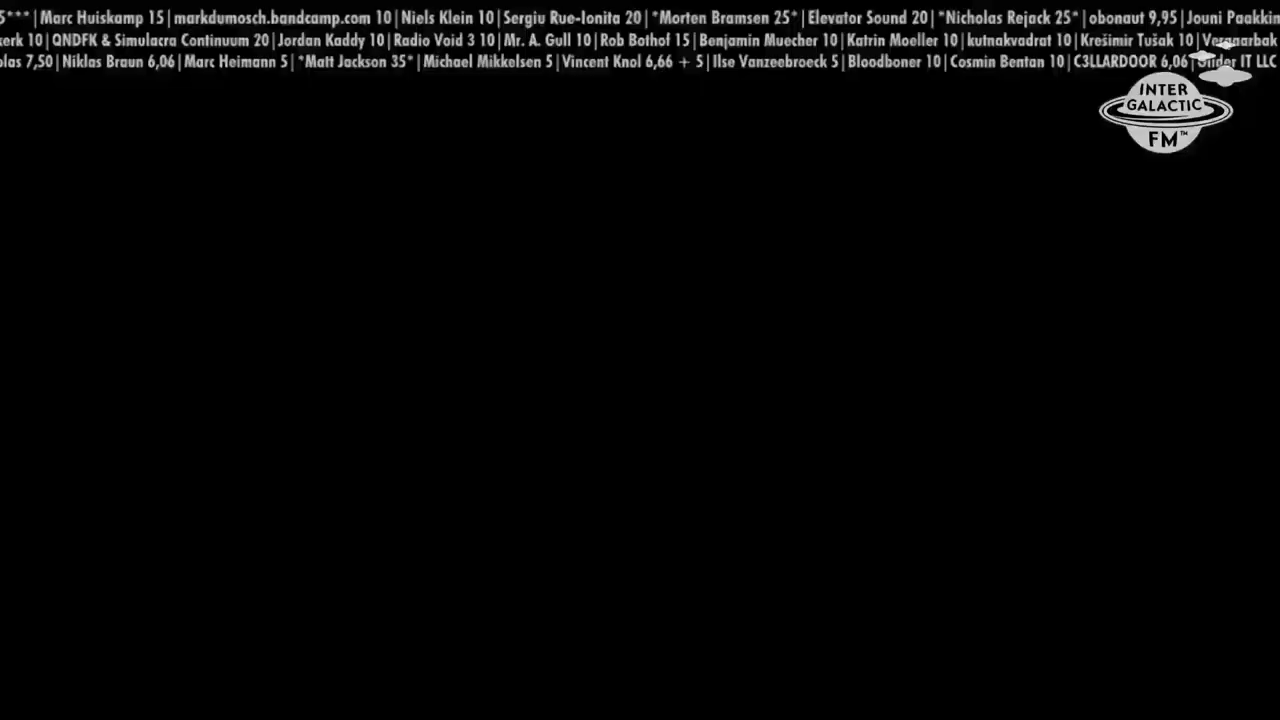 5*** | Marc Huiskamp 15 | markdumosch.bandcamp.com 10 | Niels Klein 10 | Sergiu Rue-Ionita 20 | *Morten Bramsen 25* | Elevator Sound 20 | *Nicholas Rejack 25* | obonaut 9,95 | Jouni Paakkin
kerk 10 | QNDFK & Simulacra Continuum 20 | Jordan Kaddy 10 | Radio Void 3 10 | Mr. A. Gull 10 | Rob Bothof 15 | Benjamin Muecher 10 | Katrin Moeller 10 | kutnakvadrat 10 | Krešimir Tušak 10 |
olas 7,50 | Niklas Braun 6,06 | Marc Heimann 5 | *Matt Jackson 35* | Michael Mikkelsen 5 | Vincent Knol 6,66 + 5 | Ilse Vanzeebroeck 5 | Bloodboner 10 | Cosmin Bentan 10 | C3LLARDOOR 6,06 | IT LLC
INTER
GALACTIC
FM™